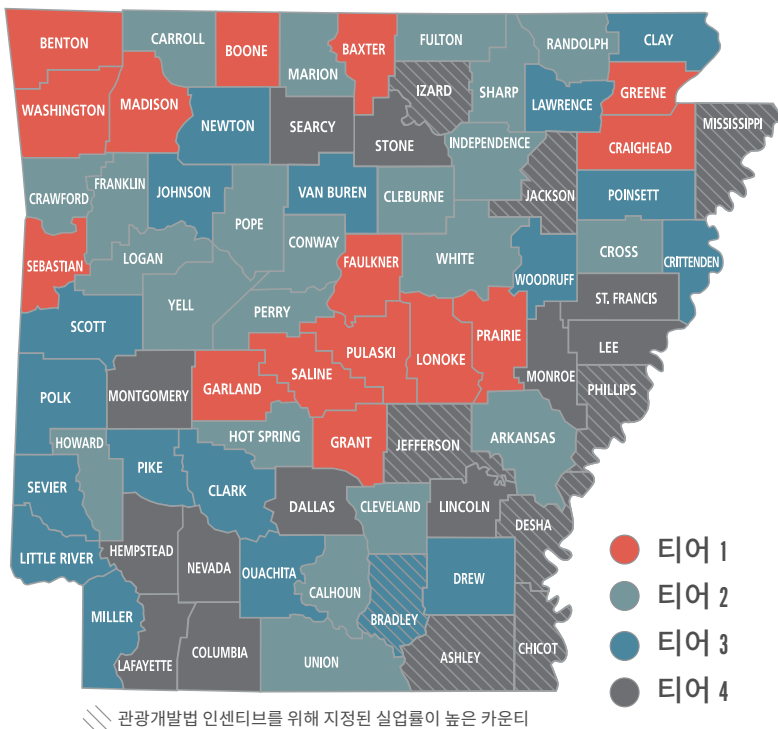 BENTON
CARROLL
BOONE
BAXTER
FULTON
RANDOLPH
CLAY
MARION
IZARD
SHARP
GREENE
WASHINGTON
MADISON
NEWTON
SEARCY
STONE
LAWRENCE
MISSISSIPPI
INDEPENDENCE
CRAIGHEAD
CRAWFORD
FRANKLIN
JOHNSON
VAN BUREN
CLEBURNE
JACKSON
POINSETT
POPE
CONWAY
WHITE
CROSS
SEBASTIAN
LOGAN
FAULKNER
WOODRUFF
CRITTENDEN
YELL
PERRY
ST. FRANCIS
SCOTT
PULASKI
LONOKE
PRAIRIE
LEE
SALINE
MONROE
PHILLIPS
POLK
MONTGOMERY
GARLAND
HOWARD
HOT SPRING
GRANT
JEFFERSON
ARKANSAS
SEVIER
PIKE
CLARK
DALLAS
CLEVELAND
LINCOLN
DESHA
LITTLE RIVER
HEMPSTEAD
NEVADA
OUACHITA
CALHOUN
DREW
MILLER
BRADLEY
LAFAYETTE
COLUMBIA
UNION
ASHLEY
CHICOT
티어 1
티어 2
티어 3
티어 4
관광개발법 인센티브를 위해 지정된 실업률이 높은 카운티